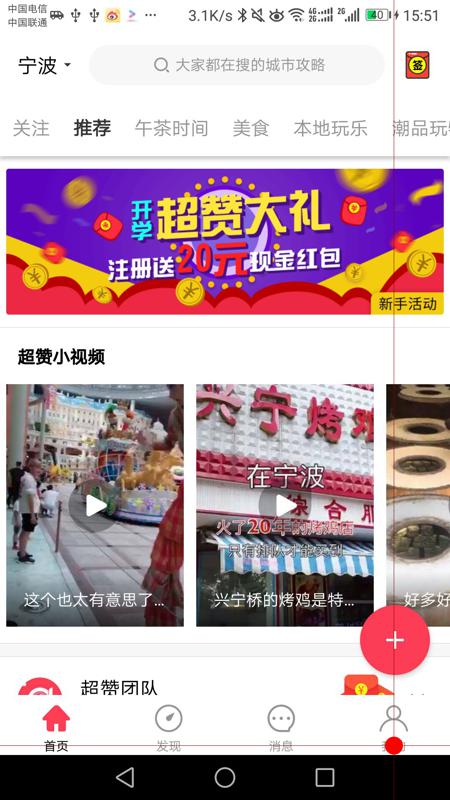 中国电信
中国联通
3.1K/s
4G
2G
40
15:51
宁波
大家都在搜的城市攻略
签
关注 推荐 午茶时间 美食 本地玩乐 潮品玩
开学
超赞大礼
注册送20元现金红包
新手活动
超赞小视频
兴宁烤鸡
综合服
在宁波
火了20年的烤鸡店
只有排队才能买到
这个也太有意思了...
兴宁桥的烤鸡是特...
好多好
超赞团队
首页 发现 消息